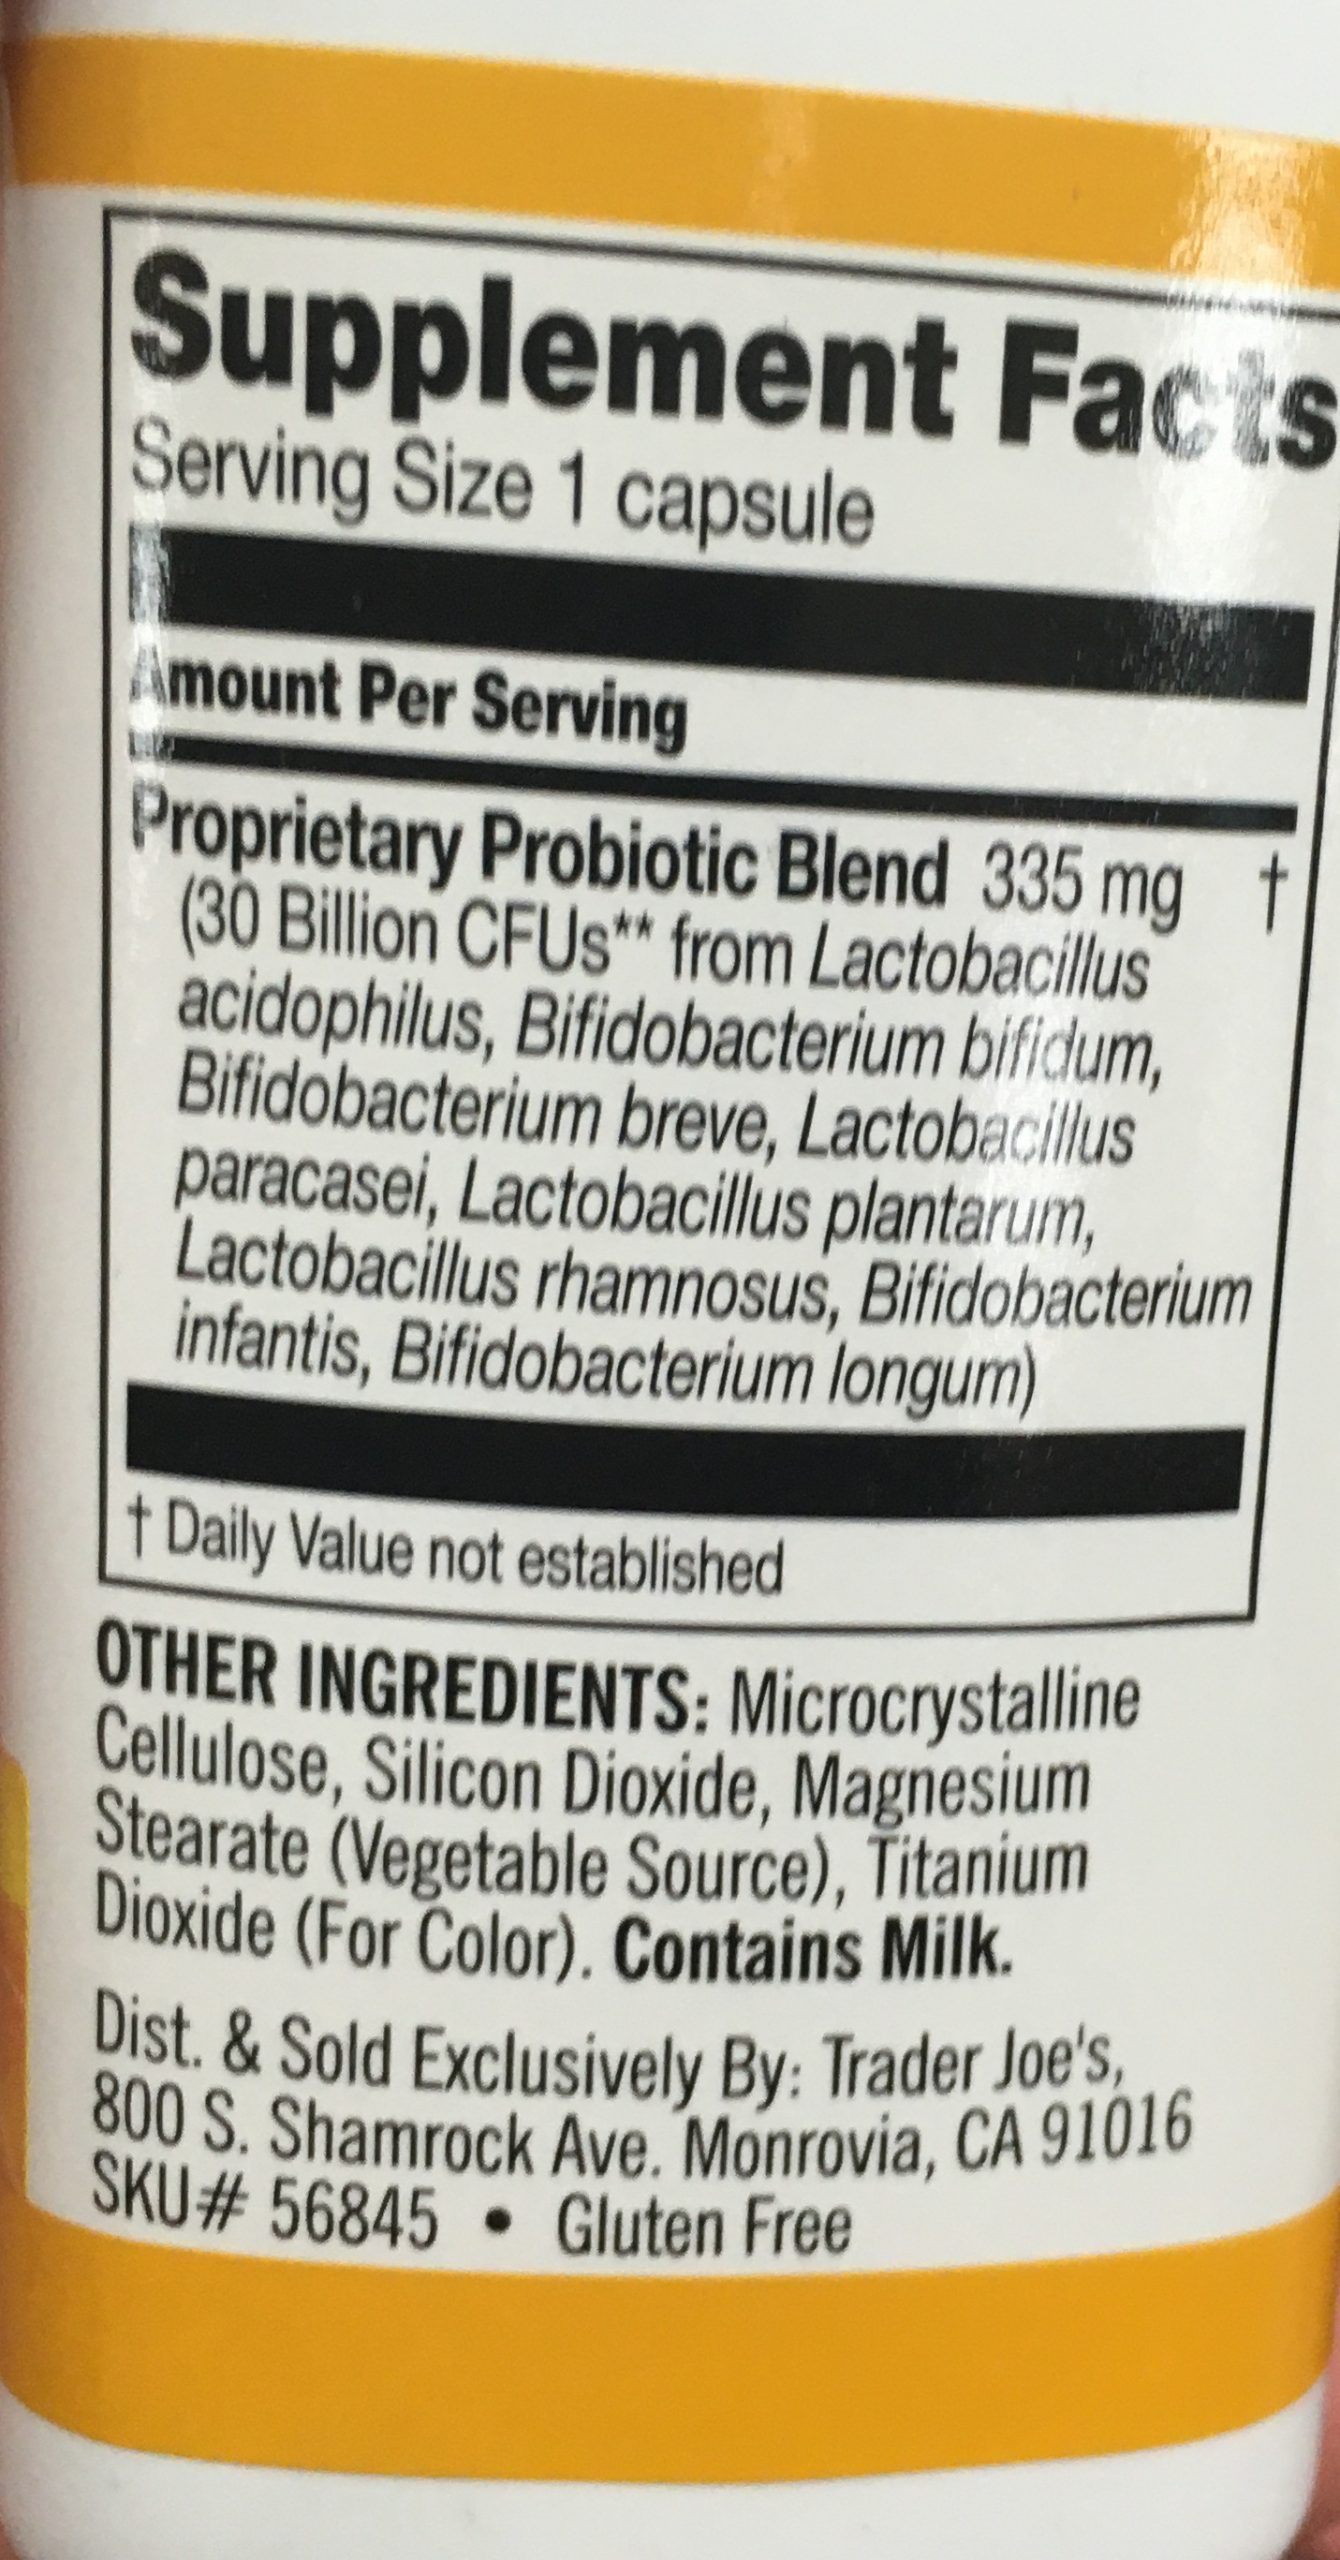 Supplement Facts
Serving Size 1 capsule
Amount Per Serving
Proprietary Probiotic Blend 335 mg †
(30 Billion CFUs** from Lactobacillus
acidophilus, Bifidobacterium bifidum,
Bifidobacterium breve, Lactobacillus
paracasei, Lactobacillus plantarum,
Lactobacillus rhamnosus, Bifidobacterium
infantis, Bifidobacterium longum)
† Daily Value not established
OTHER INGREDIENTS: Microcrystalline
Cellulose, Silicon Dioxide, Magnesium
Stearate (Vegetable Source), Titanium
Dioxide (For Color). Contains Milk.
Dist. & Sold Exclusively By: Trader Joe's,
800 S. Shamrock Ave. Monrovia, CA 91016
SKU# 56845 • Gluten Free